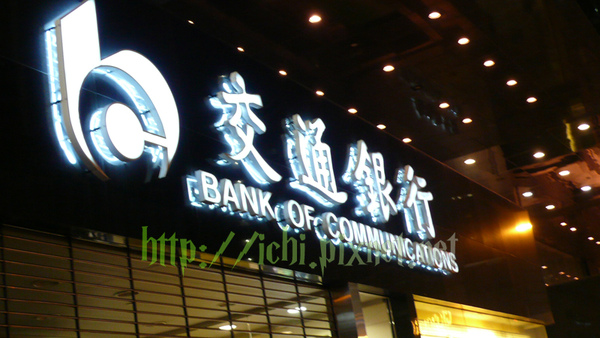 交通銀行
BANK OF COMMUNICATIONS
http://ichi.pixnet.net